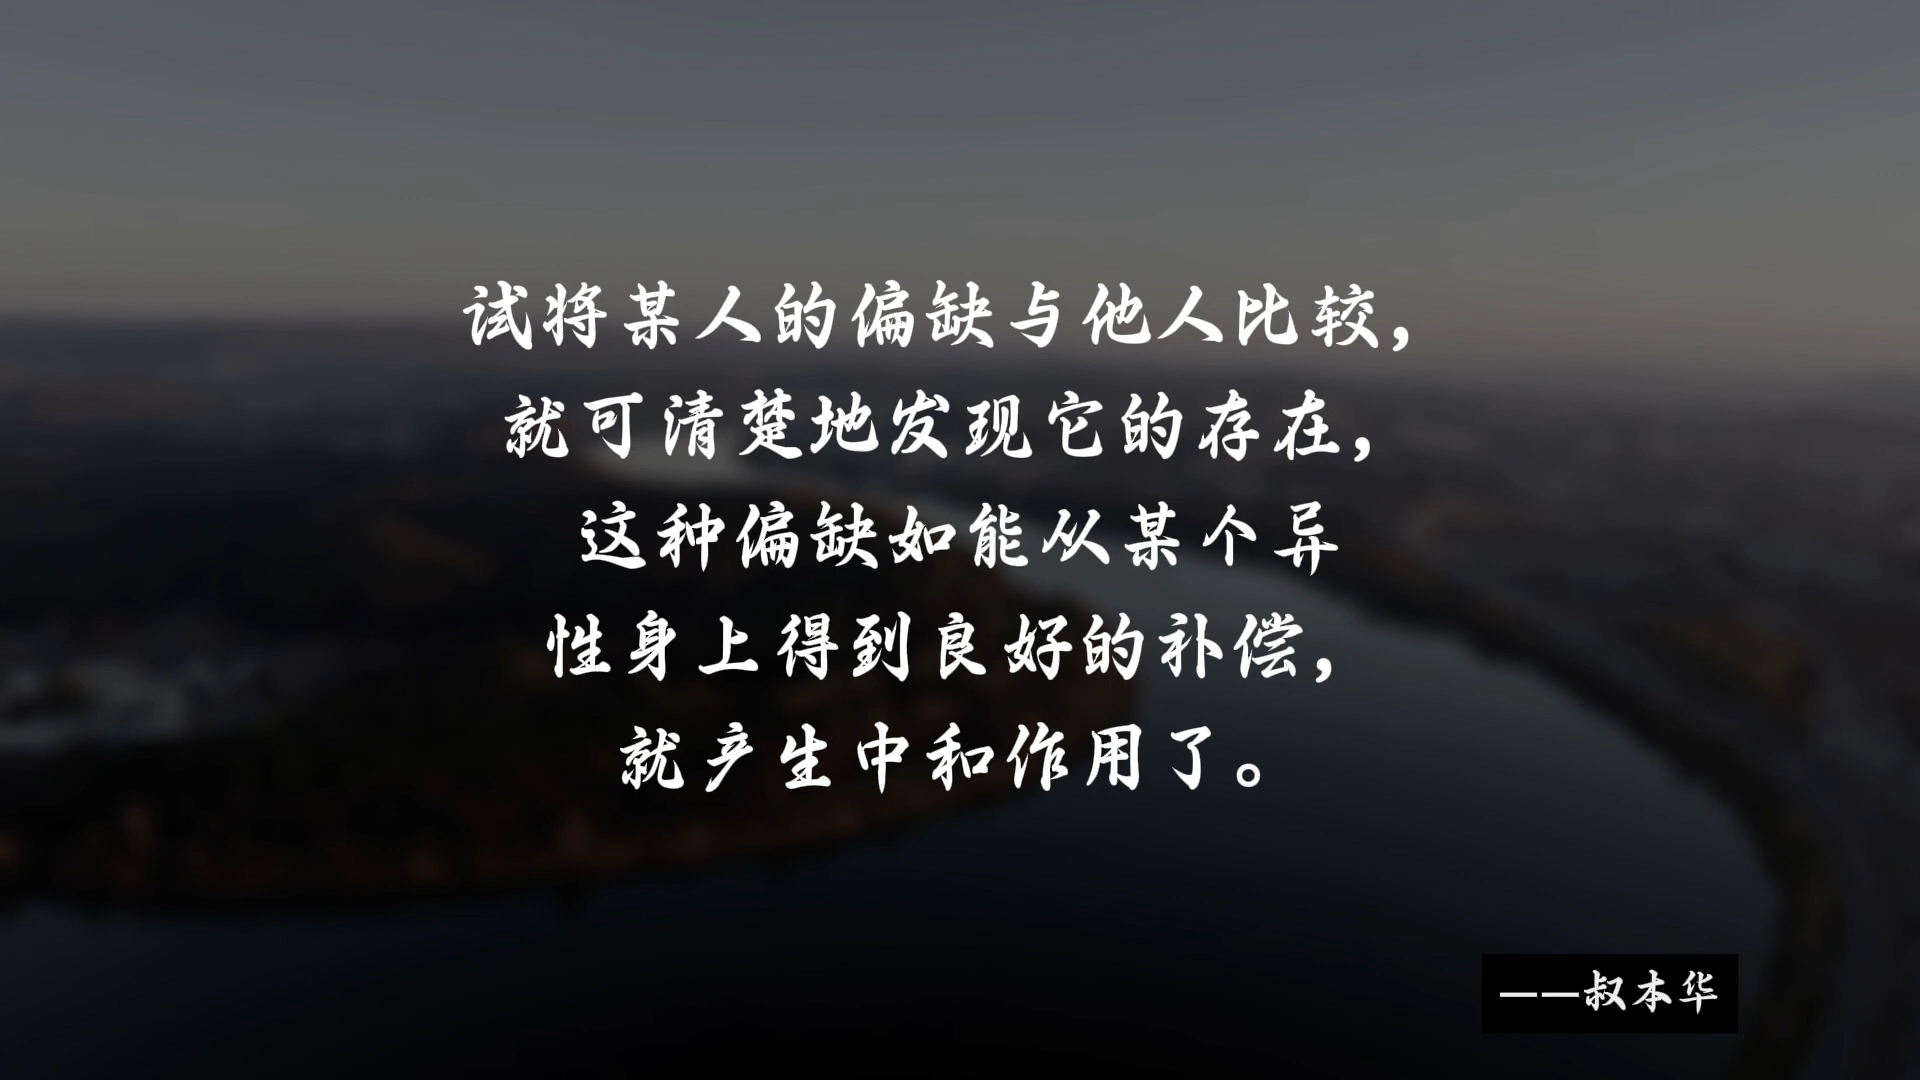 试将某人的偏缺与他人比较，
就可清楚地发现它的存在，
这种偏缺如能从某个异
性身上得到良好的补偿，
就产生中和作用了。
——叔本华